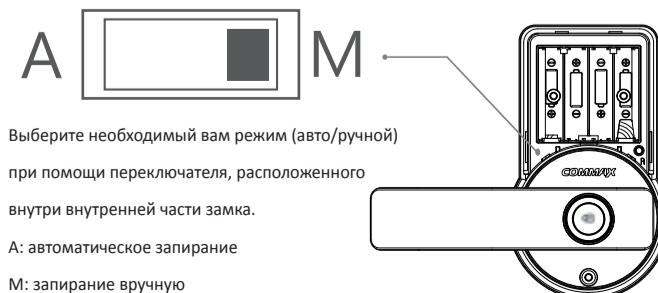 A M
Выберите необходимый вам режим (авто/ручной)
при помощи переключателя, расположенного
внутри внутренней части замка.
А: автоматическое запирание
М: запирание вручную
COMMAX